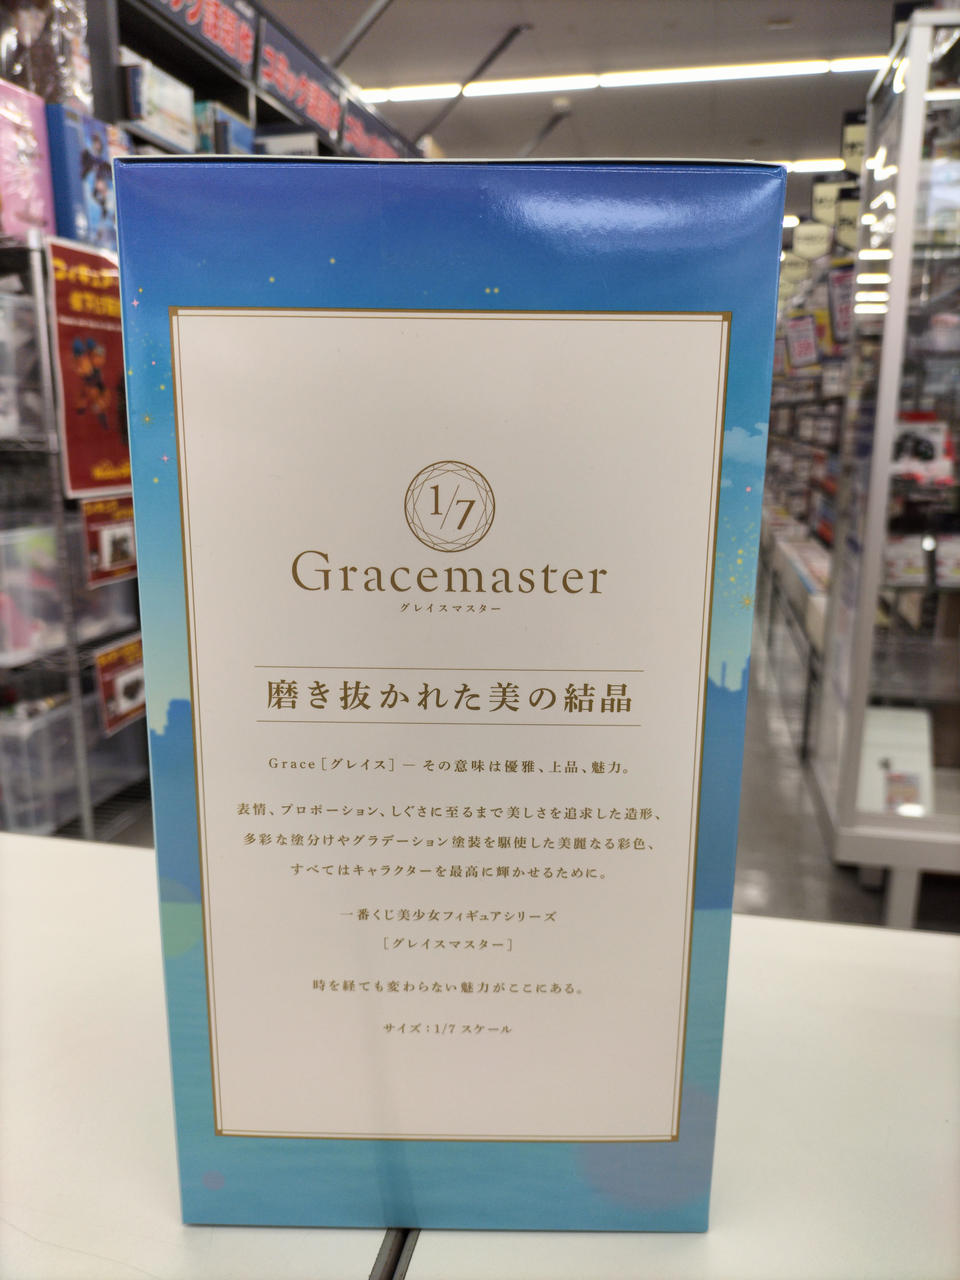 1/7
Gracemaster
グレイスマスター
磨き抜かれた美の結晶
Grace［グレイス］― その意味は優雅、上品、魅力。
表情、プロポーション、しぐさに至るまで美しさを追求した造形、
多彩な塗分けやグラデーション塗装を駆使した美麗なる彩色、
すべてはキャラクターを最高に輝かせるために。
一番くじ美少女フィギュアシリーズ
［グレイスマスター］
時を経ても変わらない魅力がここにある。
サイズ：1/7 スケール